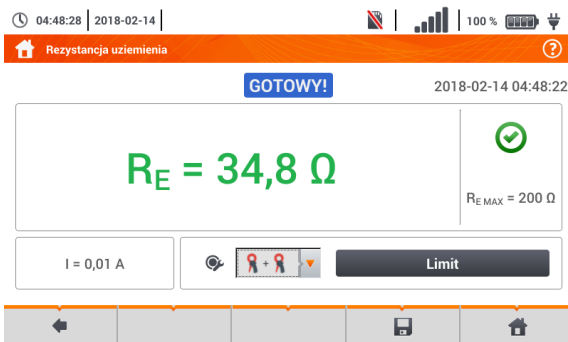 04:48:28 2018-02-14 100 %
Rezystancja uziemienia
GOTOWY! 2018-02-14 04:48:22
RE = 34,8 Ω
RE MAX = 200 Ω
I = 0,01 A + Limit